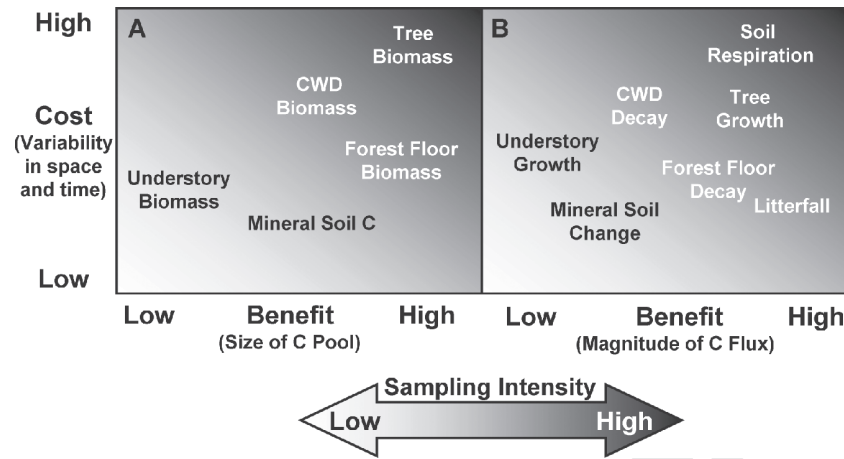 High
Cost
(Variability
in space
and time)
Low
A
Tree
Biomass
CWD
Biomass
Forest Floor
Biomass
Understory
Biomass
Mineral Soil C
B
Soil
Respiration
CWD
Decay
Tree
Growth
Understory
Growth
Forest Floor
Decay
Litterfall
Mineral Soil
Change
Low Benefit High
(Size of C Pool)
Low Benefit High
(Magnitude of C Flux)
Sampling Intensity
Low High